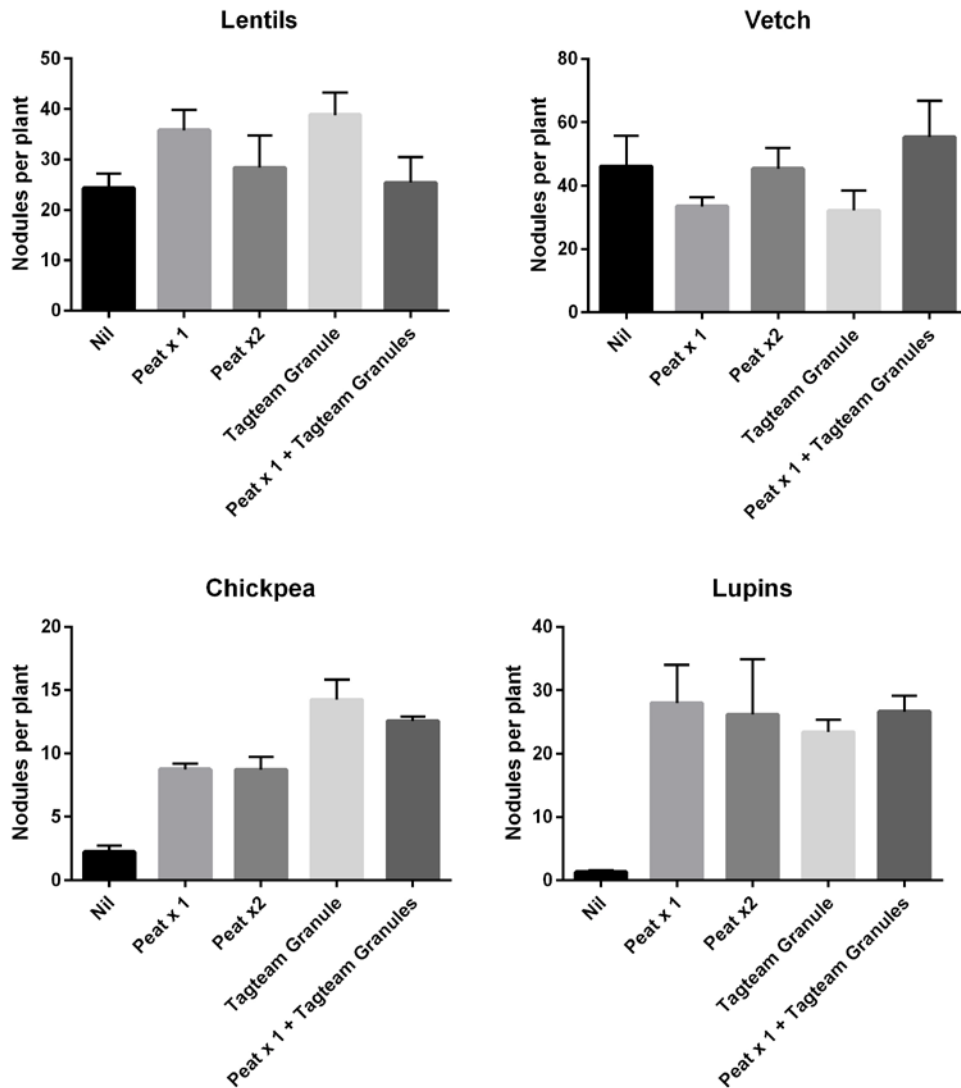 Lentils
Nodules per plant
50
40
30
20
10
0
Nil
Peat x 1
Peat x2
Tagteam Granule
Peat x 1 + Tagteam Granules
Vetch
Nodules per plant
80
60
40
20
0
Nil
Peat x 1
Peat x2
Tagteam Granule
Peat x 1 + Tagteam Granules
Chickpea
Nodules per plant
20
15
10
5
0
Nil
Peat x 1
Peat x2
Tagteam Granule
Peat x 1 + Tagteam Granules
Lupins
Nodules per plant
40
30
20
10
0
Nil
Peat x 1
Peat x2
Tagteam Granule
Peat x 1 + Tagteam Granules